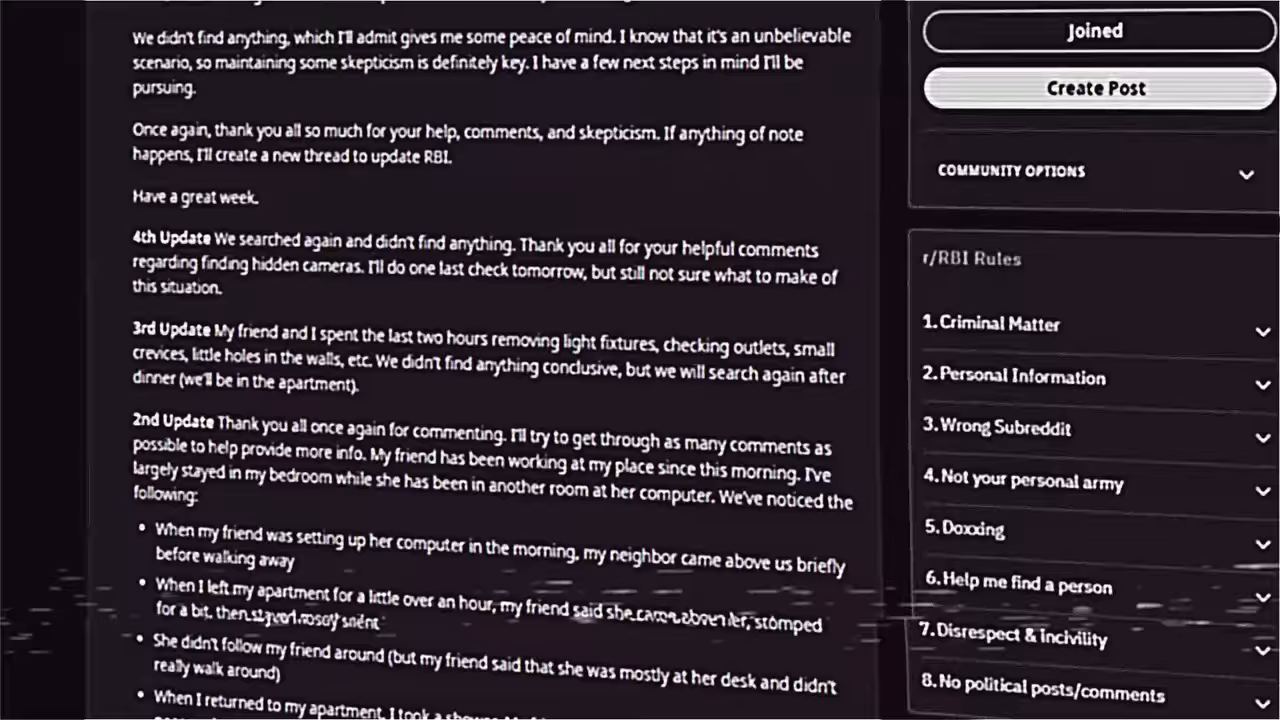 We didn't find anything, which I'll admit gives me some peace of mind. I know that it's an unbelievable
scenario, so maintaining some skepticism is definitely key. I have a few next steps in mind I'll be
pursuing.
Once again, thank you all so much for your help, comments, and skepticism. If anything of note
happens, I'll create a new thread to update RBI.
Have a great week.
4th Update We searched again and didn't find anything. Thank you all for your helpful comments
regarding finding hidden cameras. I'll do one last check tomorrow, but still not sure what to make of
this situation.
3rd Update My friend and I spent the last two hours removing light fixtures, checking outlets, small
crevices, little holes in the walls, etc. We didn't find anything conclusive, but we will search again after
dinner (we'll be in the apartment).
2nd Update Thank you all once again for commenting. I'll try to get through as many comments as
possible to help provide more info. My friend has been working at my place since this morning. I've
largely stayed in my bedroom while she has been in another room at her computer. We've noticed the
following:
• When my friend was setting up her computer in the morning, my neighbor came above us briefly
before walking away
• When I left my apartment for a little over an hour, my friend said she came above her, stomped
for a bit, then stayed mostly silent
• She didn't follow my friend around (but my friend said that she was mostly at her desk and didn't
really walk around)
• When I returned to my apartment, I took a
Joined
Create Post
COMMUNITY OPTIONS
r/RBI Rules
1. Criminal Matter
2. Personal Information
3. Wrong Subreddit
4. Not your personal army
5. Doxxing
6. Help me find a person
7. Disrespect & Incivility
8. No political posts/comments